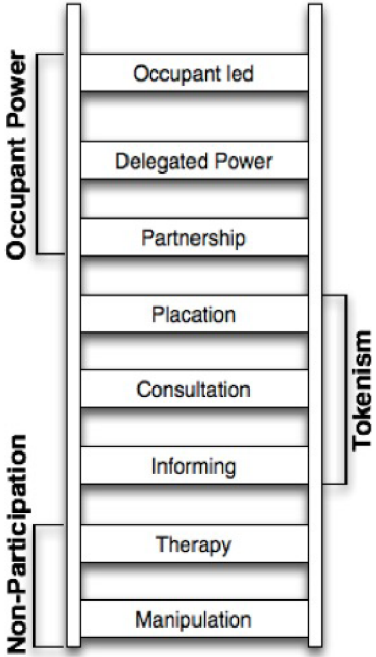 Occupant Power
Occupant led
Delegated Power
Partnership
Placation
Consultation
Informing
Tokenism
Non-Participation
Therapy
Manipulation